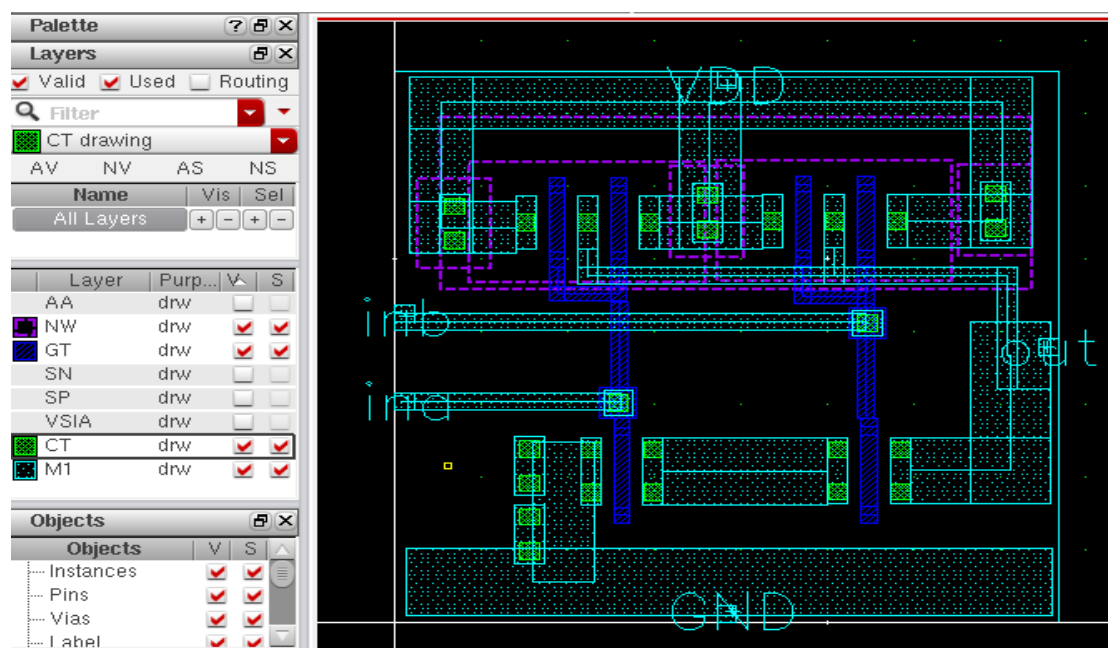 Palette
Layers
Valid Used Routing
Filter
CT drawing
AV NV AS NS
Name Vis Sel
All Layers + - + -
Layer Purp... V S
AA drw
NW drw
GT drw
SN drw
SP drw
VSIA drw
CT drw
M1 drw
Objects
Objects V S
Instances
Pins
Vias
Label
VDD
inb
out
ina
GND